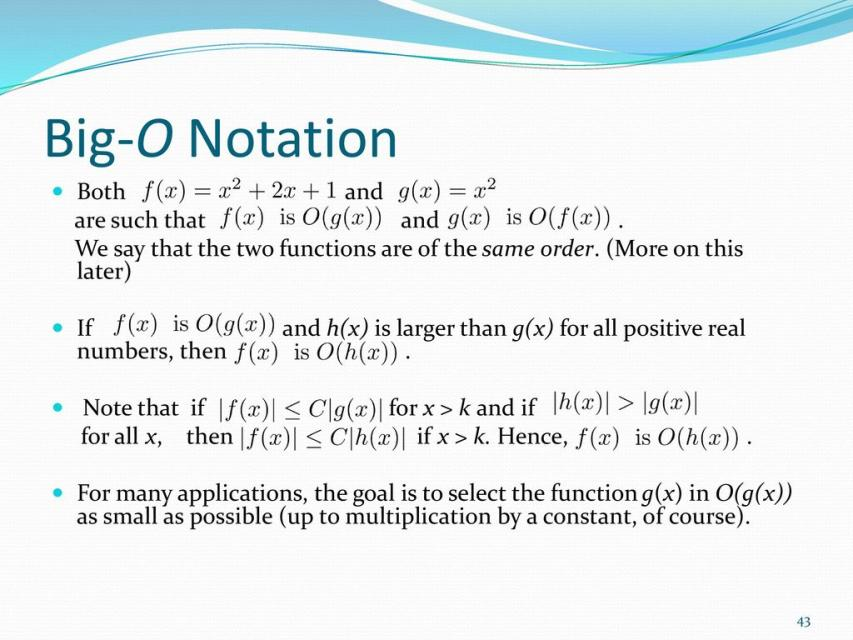 Big-O Notation
• Both f(x) = x² + 2x + 1 and g(x) = x²
are such that f(x) is O(g(x)) and g(x) is O(f(x)) .
We say that the two functions are of the same order. (More on this
later)
• If f(x) is O(g(x)) and h(x) is larger than g(x) for all positive real
numbers, then f(x) is O(h(x)) .
• Note that if |f(x)| ≤ C|g(x)| for x > k and if |h(x)| > |g(x)|
for all x, then |f(x)| ≤ C|h(x)| if x > k. Hence, f(x) is O(h(x)) .
• For many applications, the goal is to select the function g(x) in O(g(x))
as small as possible (up to multiplication by a constant, of course).
43